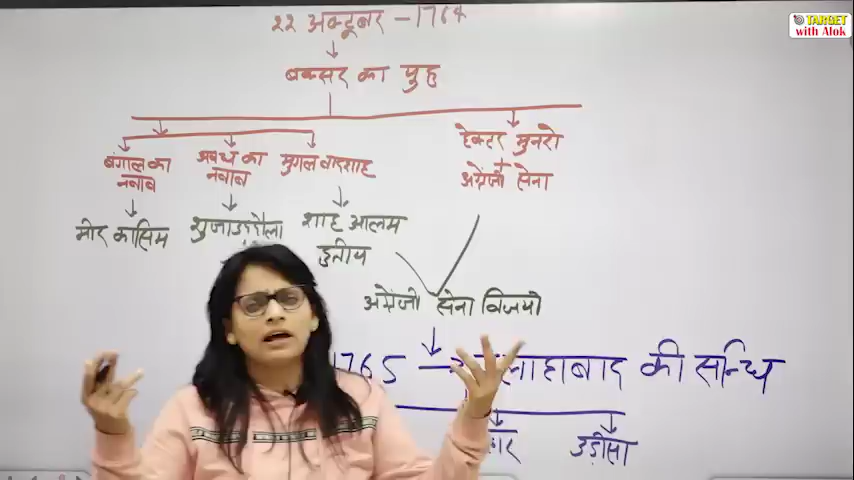 २२ अक्टूबर - 1764
TARGET
with Alok
बक्सर का युद्ध
हेक्टर मुनरो
बंगाल का अवध का मुगल बादशाह
नवाब नवाब
अंग्रेजी सेना
मीर कासिम शुजाउद्दौला शाह आलम
द्वितीय
अंग्रेजी सेना विजयी
1765 → लाहाबाद की सन्धि
उड़ीसा